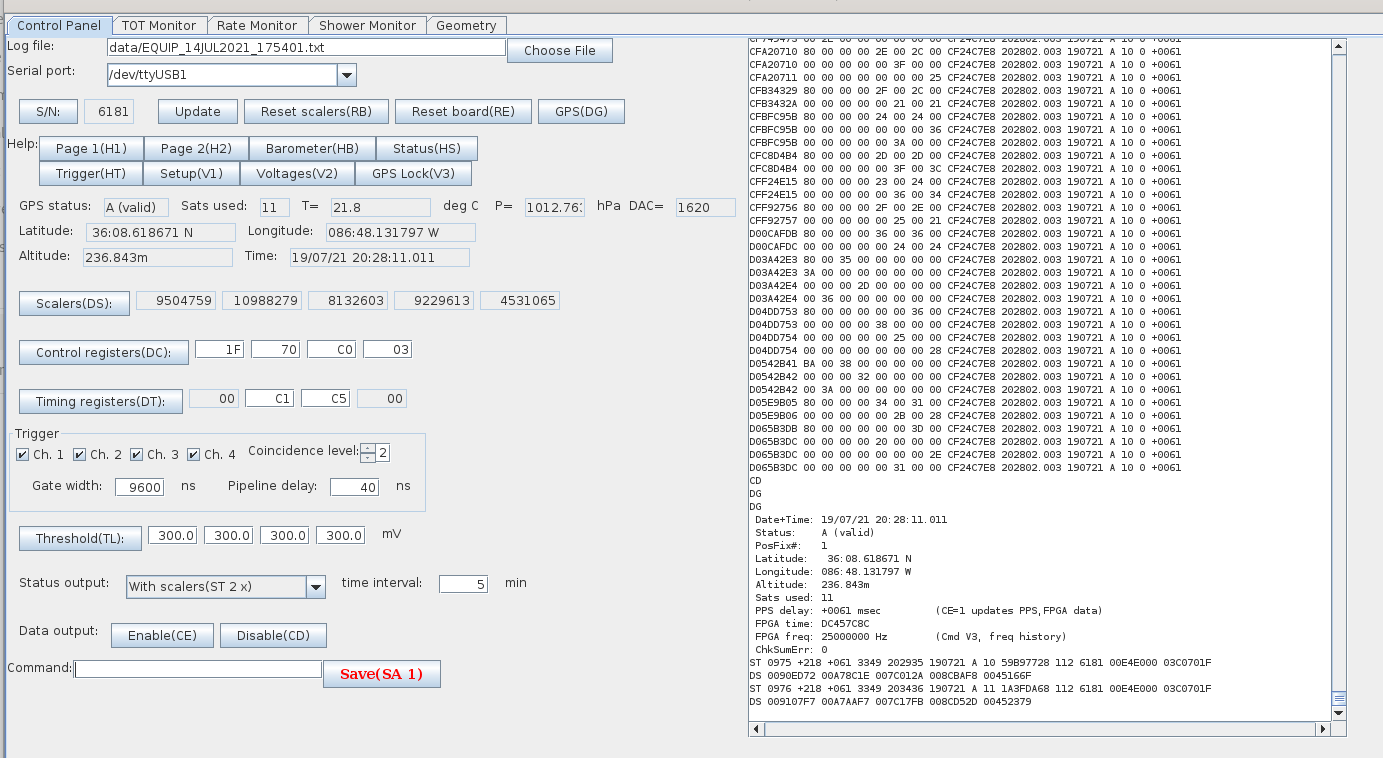 Control Panel TOT Monitor Rate Monitor Shower Monitor Geometry
Log file: data/EQUIP_14JUL2021_175401.txt Choose File
Serial port: /dev/ttyUSB1
S/N: 6181 Update Reset scalers(RB) Reset board(RE) GPS(DG)
Help: Page 1(H1) Page 2(H2) Barometer(HB) Status(HS)
Trigger(HT) Setup(V1) Voltages(V2) GPS Lock(V3)
GPS status: A (valid) Sats used: 11 T= 21.8 deg C P= 1012.763 hPa DAC= 1620
Latitude: 36:08.618671 N Longitude: 086:48.131797 W
Altitude: 236.843m Time: 19/07/21 20:28:11.011
Scalers(DS): 9504759 10988279 8132603 9229613 4531065
Control registers(DC): 1F 70 C0 03
Timing registers(DT): 00 C1 C5 00
Trigger
Ch. 1 Ch. 2 Ch. 3 Ch. 4 Coincidence level: 2
Gate width: 9600 ns Pipeline delay: 40 ns
Threshold(TL): 300.0 300.0 300.0 300.0 mV
Status output: With scalers(ST 2 x) time interval: 5 min
Data output: Enable(CE) Disable(CD)
Command: Save(SA 1)
CFA20710 80 00 00 00 2E 00 2C 00 CF24C7E8 202802.003 190721 A 10 0 +0061
CFA20710 00 00 00 00 00 3F 00 00 CF24C7E8 202802.003 190721 A 10 0 +0061
CFA20711 00 00 00 00 00 00 00 25 CF24C7E8 202802.003 190721 A 10 0 +0061
CFB34329 80 00 00 00 2F 00 2C 00 CF24C7E8 202802.003 190721 A 10 0 +0061
CFB3432A 00 00 00 00 00 21 00 21 CF24C7E8 202802.003 190721 A 10 0 +0061
CFBFC95B 80 00 00 00 24 00 24 00 CF24C7E8 202802.003 190721 A 10 0 +0061
CFBFC95B 00 00 00 00 00 00 00 36 CF24C7E8 202802.003 190721 A 10 0 +0061
CFBFC95B 00 00 00 00 00 3A 00 00 CF24C7E8 202802.003 190721 A 10 0 +0061
CFC8D4B4 80 00 00 00 2D 00 2D 00 CF24C7E8 202802.003 190721 A 10 0 +0061
CFC8D4B4 00 00 00 00 00 3F 00 3C CF24C7E8 202802.003 190721 A 10 0 +0061
CFF24E15 80 00 00 00 23 00 24 00 CF24C7E8 202802.003 190721 A 10 0 +0061
CFF24E15 00 00 00 00 00 36 00 34 CF24C7E8 202802.003 190721 A 10 0 +0061
CFF92756 80 00 00 00 2F 00 2E 00 CF24C7E8 202802.003 190721 A 10 0 +0061
CFF92757 00 00 00 00 00 25 00 21 CF24C7E8 202802.003 190721 A 10 0 +0061
D00CAFDB 80 00 00 00 36 00 36 00 CF24C7E8 202802.003 190721 A 10 0 +0061
D00CAFDC 00 00 00 00 00 24 00 24 CF24C7E8 202802.003 190721 A 10 0 +0061
D03A42E3 80 00 35 00 00 00 00 00 CF24C7E8 202802.003 190721 A 10 0 +0061
D03A42E3 3A 00 00 00 00 00 00 00 CF24C7E8 202802.003 190721 A 10 0 +0061
D03A42E4 00 00 00 2D 00 00 00 00 CF24C7E8 202802.003 190721 A 10 0 +0061
D03A42E4 00 36 00 00 00 00 00 00 CF24C7E8 202802.003 190721 A 10 0 +0061
D04DD753 80 00 00 00 00 00 36 00 CF24C7E8 202802.003 190721 A 10 0 +0061
D04DD753 00 00 00 00 38 00 00 00 CF24C7E8 202802.003 190721 A 10 0 +0061
D04DD754 00 00 00 00 00 25 00 00 CF24C7E8 202802.003 190721 A 10 0 +0061
D04DD754 00 00 00 00 00 00 00 28 CF24C7E8 202802.003 190721 A 10 0 +0061
D0542B41 BA 00 38 00 00 00 00 00 CF24C7E8 202802.003 190721 A 10 0 +0061
D0542B42 00 00 00 32 00 00 00 00 CF24C7E8 202802.003 190721 A 10 0 +0061
D0542B42 00 3A 00 00 00 00 00 00 CF24C7E8 202802.003 190721 A 10 0 +0061
D05E9B05 80 00 00 00 34 00 31 00 CF24C7E8 202802.003 190721 A 10 0 +0061
D05E9B06 00 00 00 00 00 2B 00 28 CF24C7E8 202802.003 190721 A 10 0 +0061
D065B3DB 80 00 00 00 00 00 3D 00 CF24C7E8 202802.003 190721 A 10 0 +0061
D065B3DC 00 00 00 00 20 00 00 00 CF24C7E8 202802.003 190721 A 10 0 +0061
D065B3DC 00 00 00 00 00 00 00 2E CF24C7E8 202802.003 190721 A 10 0 +0061
D065B3DC 00 00 00 00 00 31 00 00 CF24C7E8 202802.003 190721 A 10 0 +0061
CD
DG
DG
Date+Time: 19/07/21 20:28:11.011
Status: A (valid)
PosFix#: 1
Latitude: 36:08.618671 N
Longitude: 086:48.131797 W
Altitude: 236.843m
Sats used: 11
PPS delay: +0061 msec (CE=1 updates PPS,FPGA data)
FPGA time: DC457C8C
FPGA freq: 25000000 Hz (Cmd V3, freq history)
ChkSumErr: 0
ST 0975 +218 +061 3349 202935 190721 A 10 59B97728 112 6181 00E4E000 03C0701F
DS 0090ED72 00A78C1E 007C012A 008CBAF8 0045166F
ST 0976 +218 +061 3349 203436 190721 A 11 1A3FDA68 112 6181 00E4E000 03C0701F
DS 009107F7 00A7AAF7 007C17FB 008CD52D 00452379